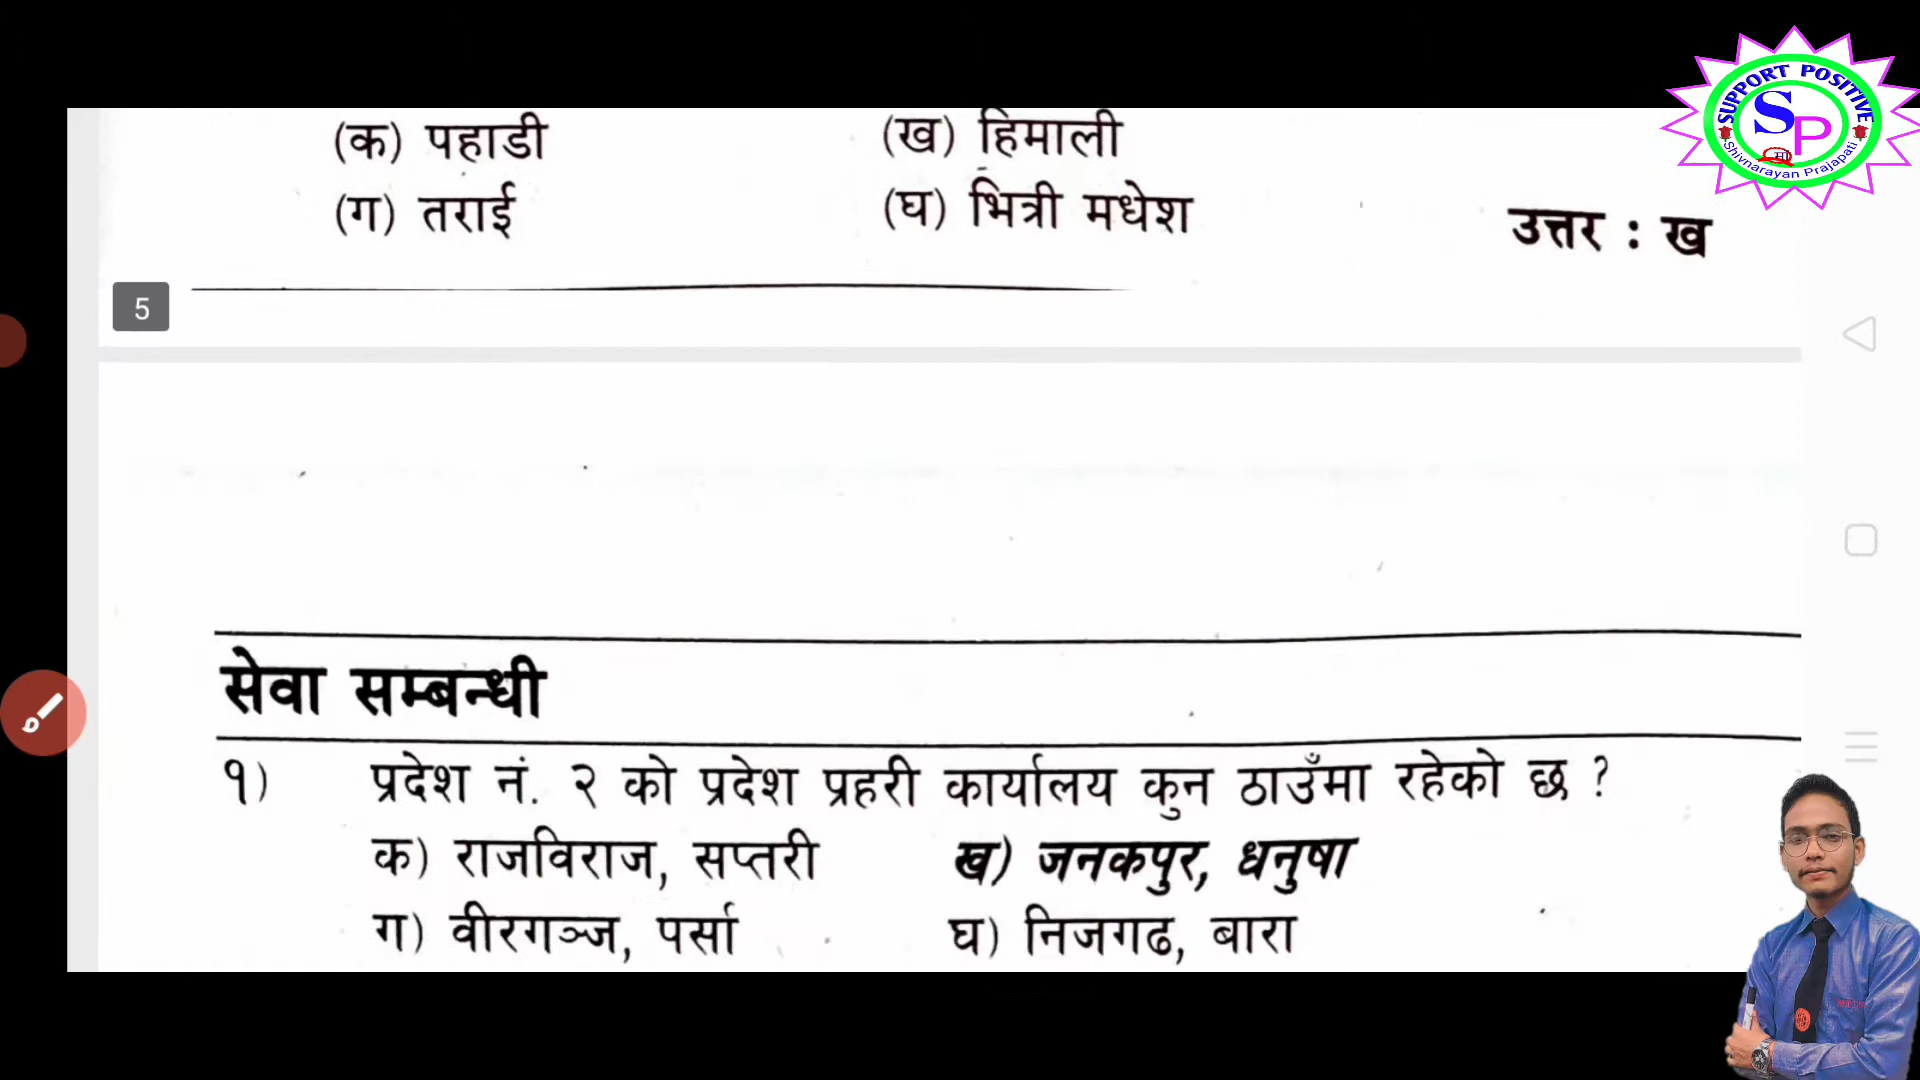 (क) पहाडी (ख) हिमाली
(ग) तराई (घ) भित्री मधेश
उत्तर : ख
5
सेवा सम्बन्धी
१) प्रदेश नं. २ को प्रदेश प्रहरी कार्यालय कुन ठाउँमा रहेको छ ?
क) राजविराज, सप्तरी ख) जनकपुर, धनुषा
ग) वीरगञ्ज, पर्सा घ) निजगढ, बारा
SUPPORT POSITIVE
SP
Shivnarayan Prajapati